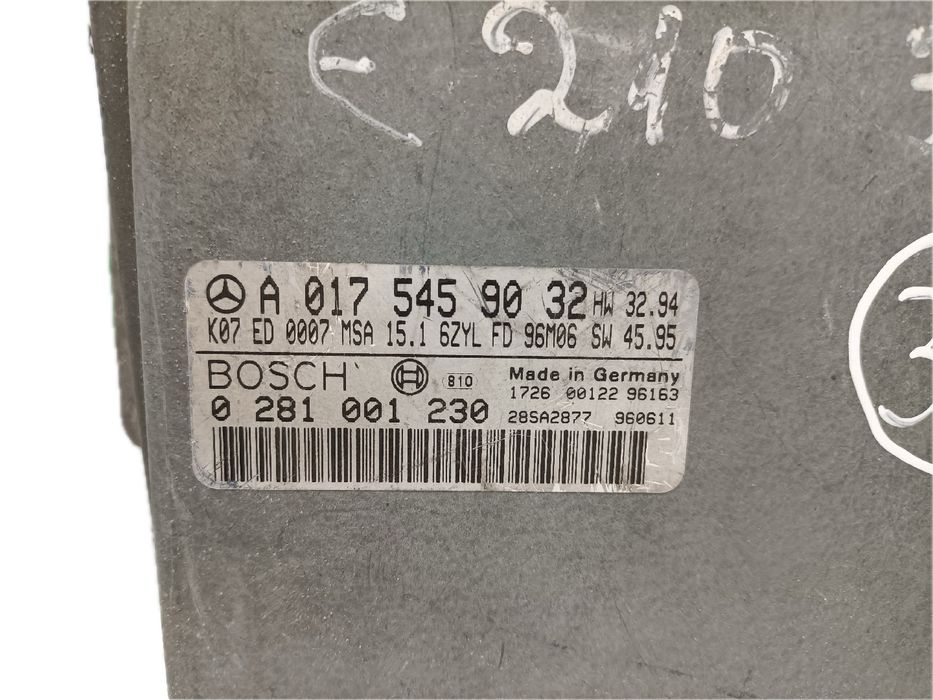 E 210
A 017 545 90 32 HW 32.94
K07 ED 0007 MSA 15.1 6ZYL FD 96M06 SW 45.95
BOSCH 810 Made in Germany
1726 00122 96163
0 281 001 230 28SA2877 960611